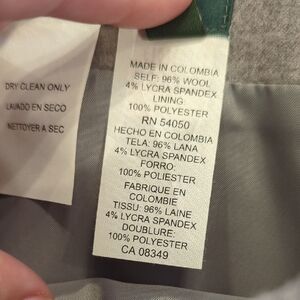 DRY CLEAN ONLY
LAVADO EN SECO
NETTOYER A SEC
MADE IN COLOMBIA
SELF: 96% WOOL
4% LYCRA SPANDEX
LINING
100% POLYESTER
RN 54050
HECHO EN COLOMBIA
TELA: 96% LANA
4% LYCRA SPANDEX
FORRO:
100% POLIESTER
FABRIQUE EN
COLOMBIE
TISSU: 96% LAINE
4% LYCRA SPANDEX
DOUBLURE:
100% POLYESTER
CA 08349